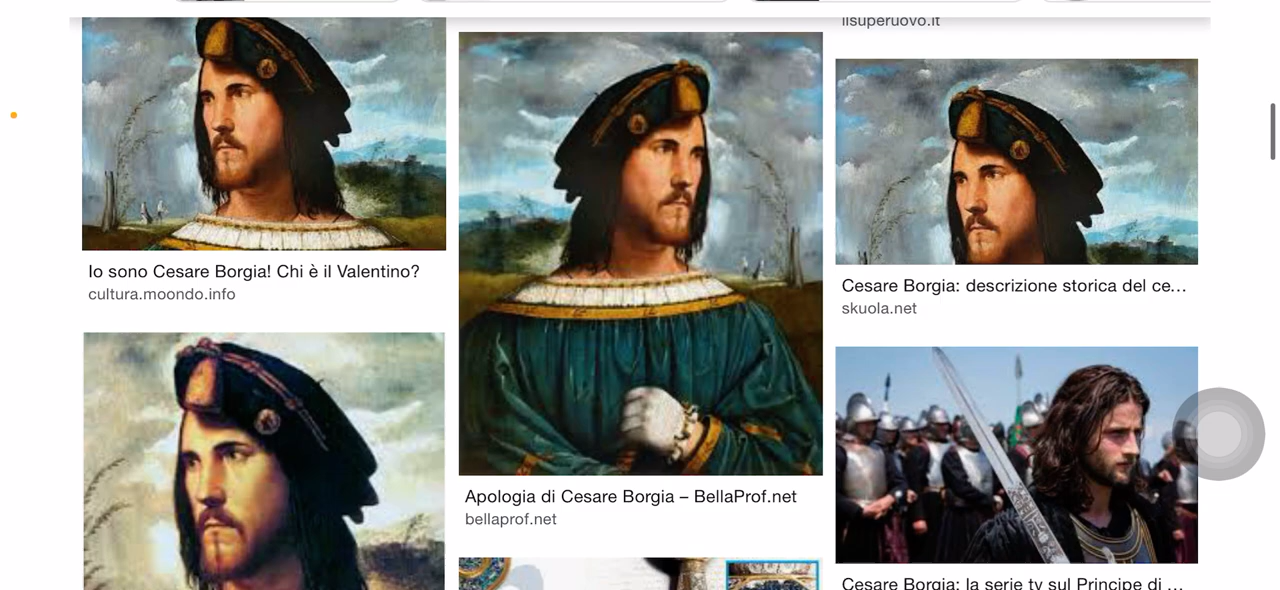 ilsuperuovo.it
Io sono Cesare Borgia! Chi è il Valentino?
cultura.moondo.info
Cesare Borgia: descrizione storica del ce…
skuola.net
Apologia di Cesare Borgia – BellaProf.net
bellaprof.net
Cesare Borgia: la serie tv sul Principe di …